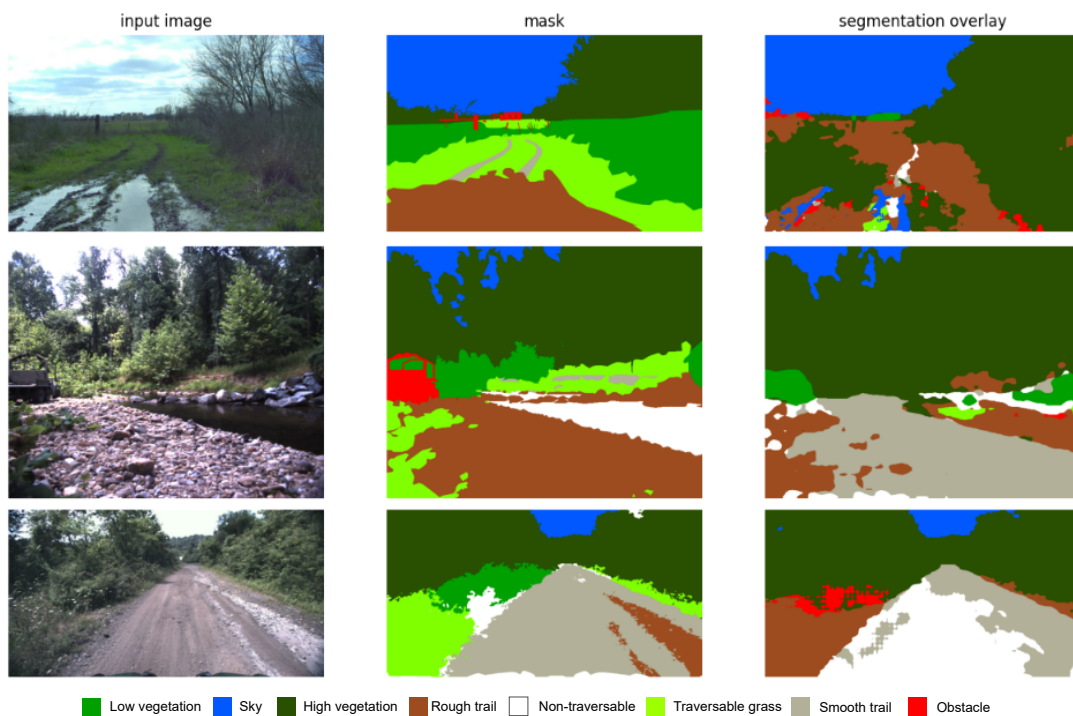 input image mask segmentation overlay
Low vegetation Sky High vegetation Rough trail Non-traversable Traversable grass Smooth trail Obstacle